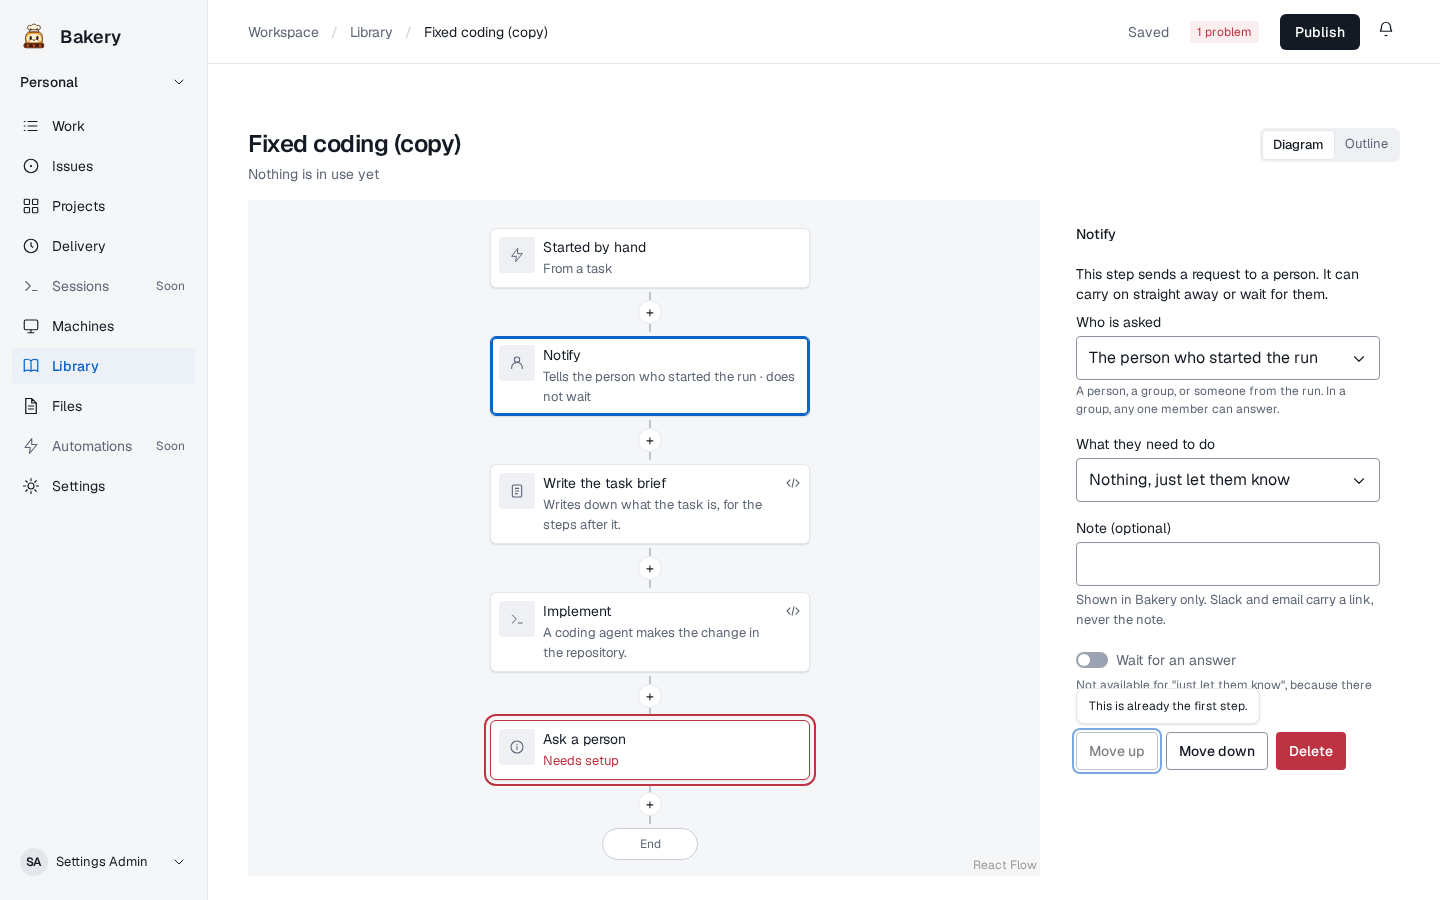 Bakery
Personal
Work
Issues
Projects
Delivery
Sessions Soon
Machines
Library
Files
Automations Soon
Settings
SA Settings Admin
Workspace / Library / Fixed coding (copy)
Saved
1 problem
Publish
Fixed coding (copy)
Nothing is in use yet
Diagram
Outline
Started by hand
From a task
+
Notify
Tells the person who started the run · does
not wait
+
Write the task brief
Writes down what the task is, for the
steps after it.
+
Implement
A coding agent makes the change in
the repository.
+
Ask a person
Needs setup
+
End
React Flow
Notify
This step sends a request to a person. It can
carry on straight away or wait for them.
Who is asked
The person who started the run
A person, a group, or someone from the run. In a
group, any one member can answer.
What they need to do
Nothing, just let them know
Note (optional)
Shown in Bakery only. Slack and email carry a link,
never the note.
Wait for an answer
Not available for "just let them know", because there
This is already the first step.
Move up
Move down
Delete